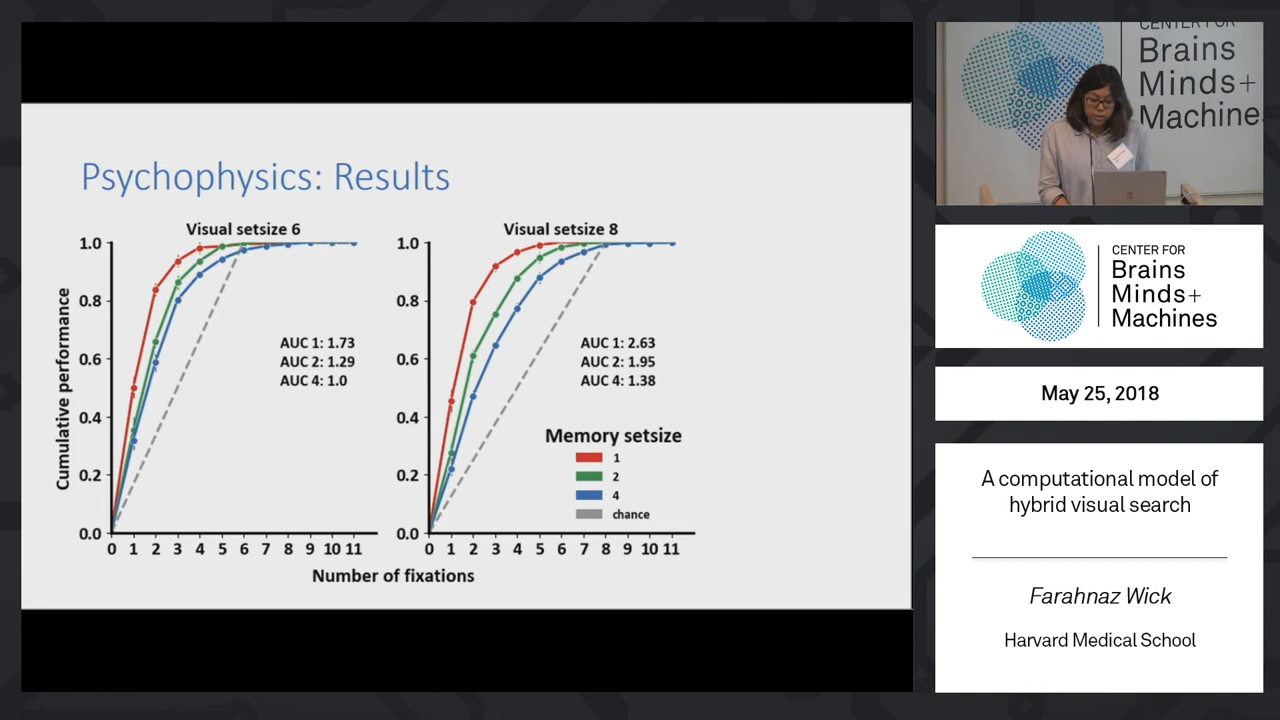 Psychophysics: Results
Visual setsize 6
1.0
0.8
0.6
0.4
0.2
0.0
0 1 2 3 4 5 6 7 8 9 10 11
AUC 1: 1.73
AUC 2: 1.29
AUC 4: 1.0
Cumulative performance
Visual setsize 8
1.0
0.8
0.6
0.4
0.2
0.0
0 1 2 3 4 5 6 7 8 9 10 11
AUC 1: 2.63
AUC 2: 1.95
AUC 4: 1.38
Memory setsize
1
2
4
chance
Number of fixations
CENTER FOR
Brains
Minds+
Machine
CENTER FOR
Brains
Minds+
Machines
May 25, 2018
A computational model of
hybrid visual search
Farahnaz Wick
Harvard Medical School